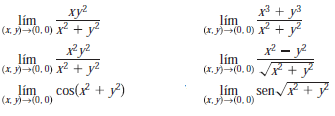 lím (x, y)→(0, 0) xy²/(x² + y²)
lím (x, y)→(0, 0) (x³ + y³)/(x² + y²)
lím (x, y)→(0, 0) x²y²/(x² + y²)
lím (x, y)→(0, 0) (x² − y²)/√(x² + y²)
lím (x, y)→(0, 0) cos(x² + y²)
lím (x, y)→(0, 0) sen√(x² + y²)